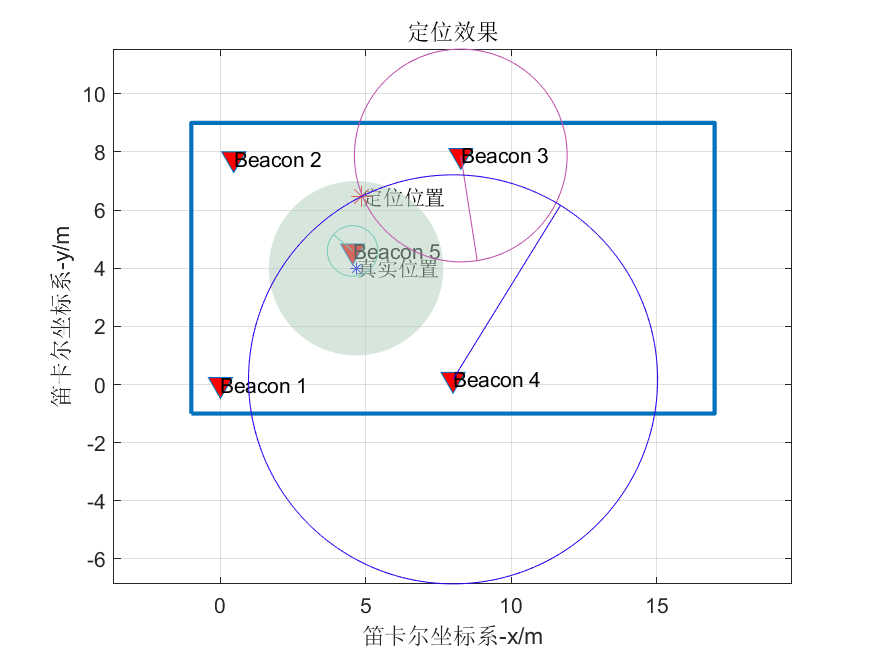 定位效果
10
8
6
4
2
0
-2
-4
-6
笛卡尔坐标系-y/m
Beacon 2
Beacon 3
定位位置
Beacon 5
真实位置
Beacon 1
Beacon 4
0
5
10
15
笛卡尔坐标系-x/m